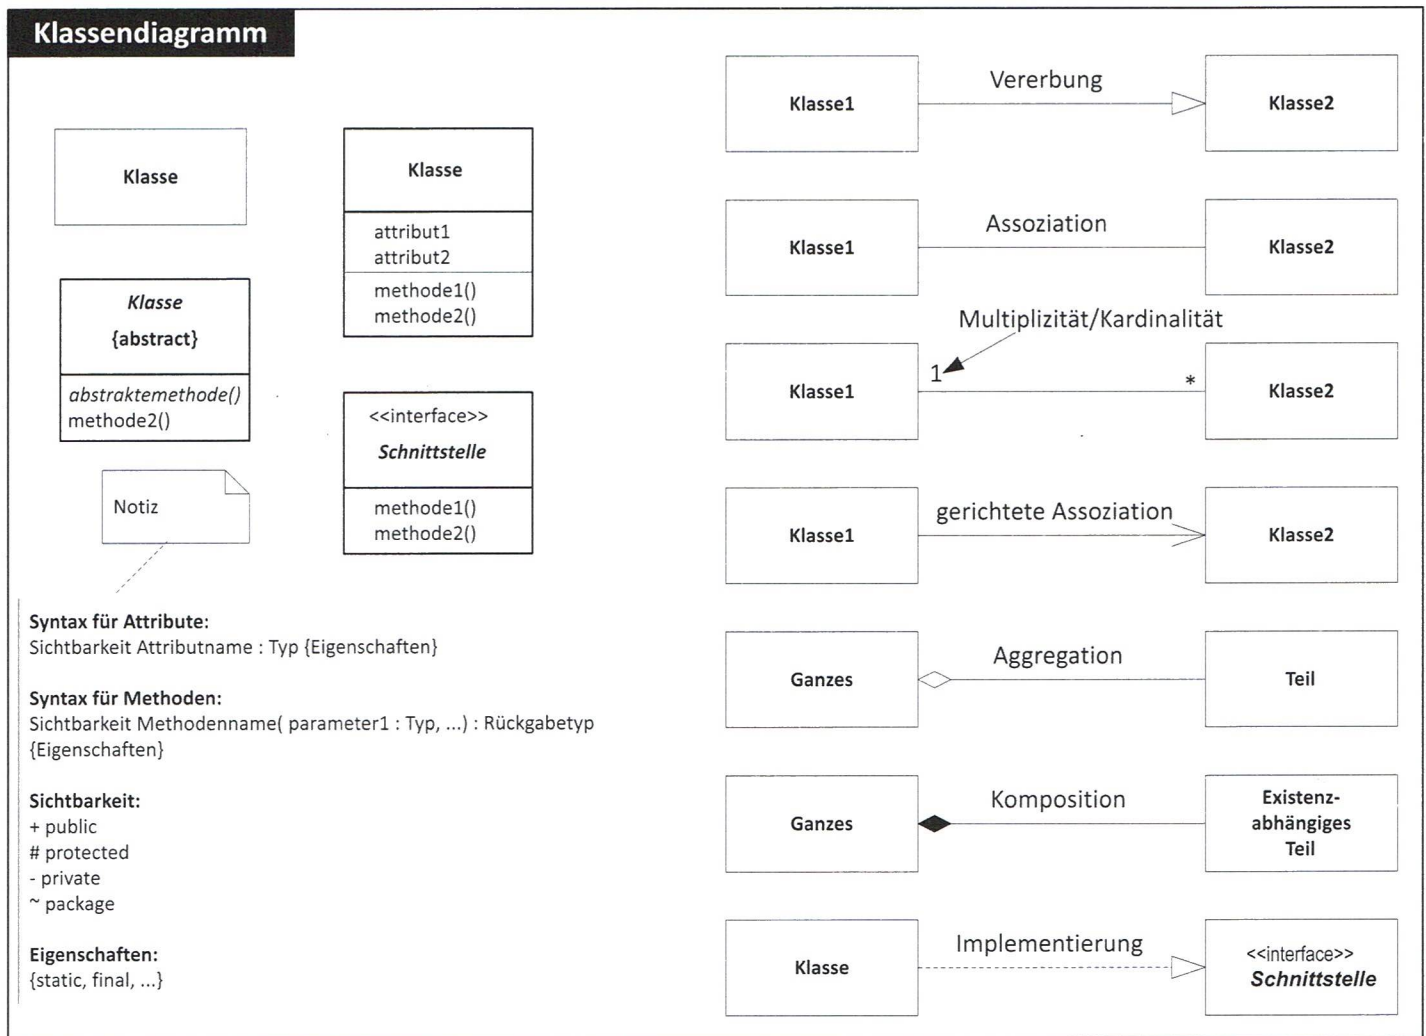 Klassendiagramm
Klasse
Klasse
attribut1
attribut2
methode1()
methode2()
Klasse
{abstract}
abstraktemethode()
methode2()
<<interface>>
Schnittstelle
methode1()
methode2()
Notiz
Syntax für Attribute:
Sichtbarkeit Attributname : Typ {Eigenschaften}
Syntax für Methoden:
Sichtbarkeit Methodenname( parameter1 : Typ, ...) : Rückgabetyp
{Eigenschaften}
Sichtbarkeit:
+ public
# protected
- private
~ package
Eigenschaften:
{static, final, ...}
Klasse1
Vererbung
Klasse2
Klasse1
Assoziation
Klasse2
Multiplizität/Kardinalität
Klasse1
1
*
Klasse2
Klasse1
gerichtete Assoziation
Klasse2
Ganzes
Aggregation
Teil
Ganzes
Komposition
Existenz-
abhängiges
Teil
Klasse
Implementierung
<<interface>>
Schnittstelle